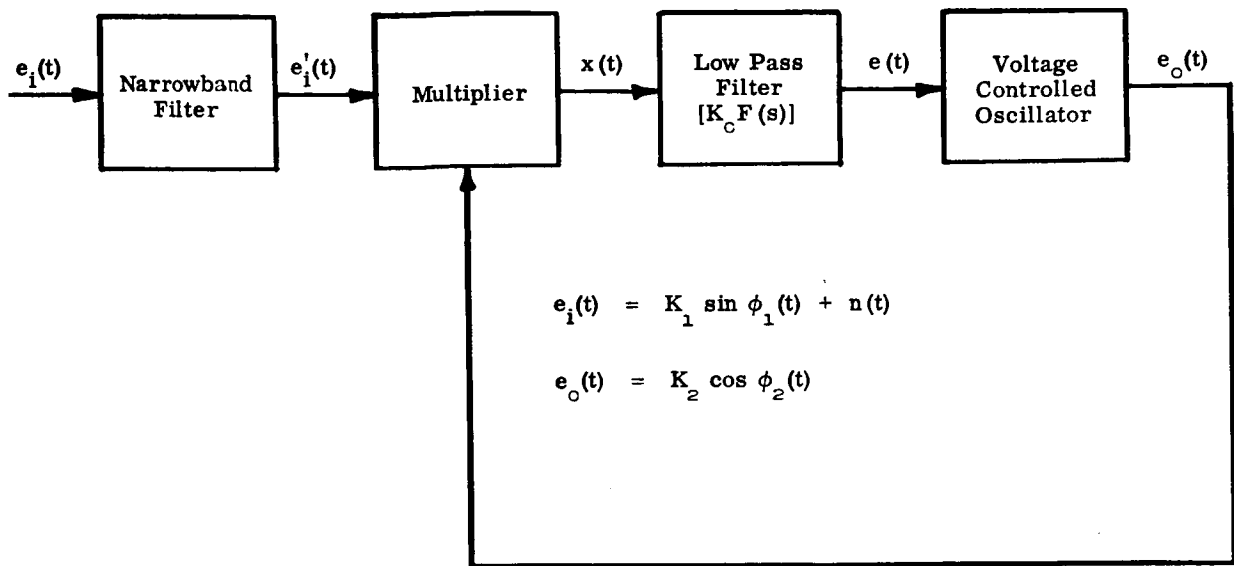 e_i(t)
Narrowband
Filter
e_i'(t)
Multiplier
x(t)
Low Pass
Filter
[K_c F(s)]
e(t)
Voltage
Controlled
Oscillator
e_o(t)
e_i(t) = K_1 sin ϕ_1(t) + n(t)
e_o(t) = K_2 cos ϕ_2(t)